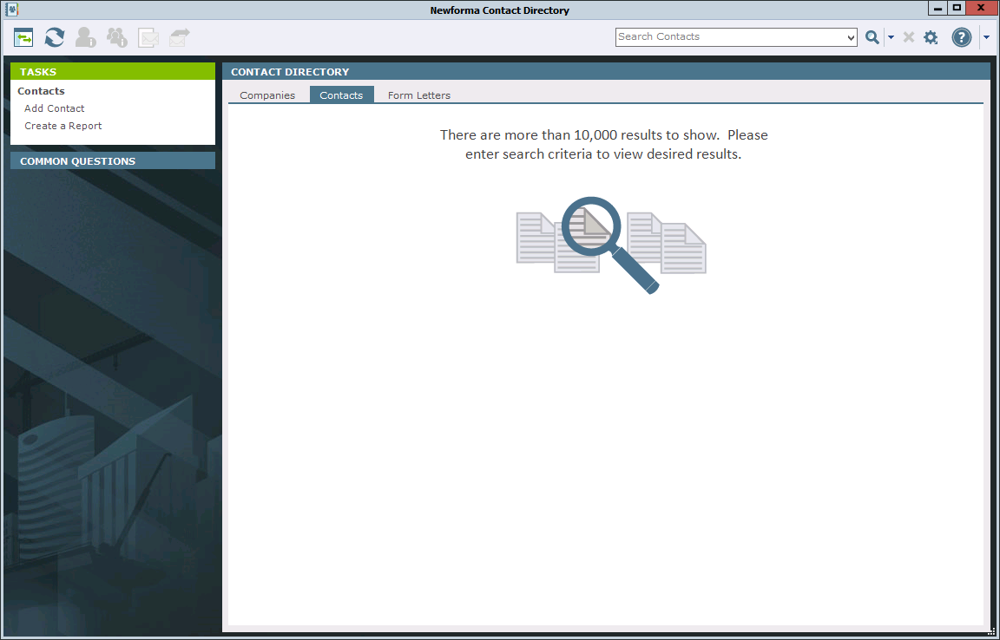 Newforma Contact Directory
Search Contacts
TASKS
Contacts
Add Contact
Create a Report
COMMON QUESTIONS
CONTACT DIRECTORY
Companies Contacts Form Letters
There are more than 10,000 results to show.  Please
enter search criteria to view desired results.